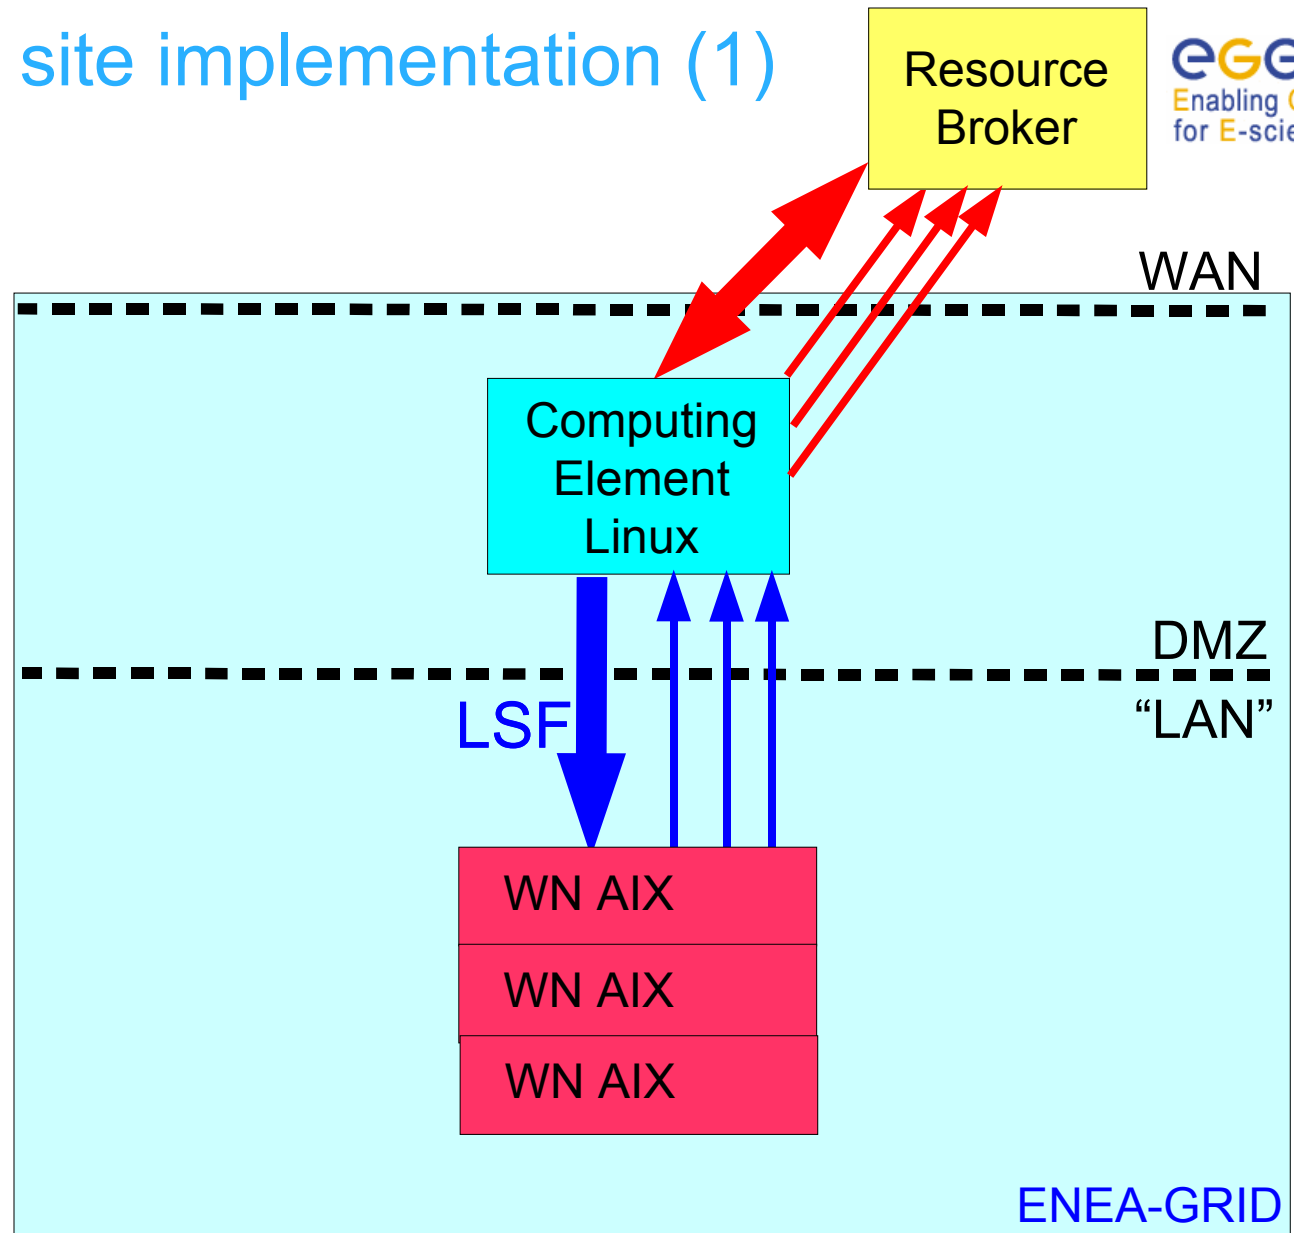 site implementation (1)
Resource
Broker
Enabling
for E-scie
WAN
Computing
Element
Linux
DMZ
LSF
“LAN”
WN AIX
WN AIX
WN AIX
ENEA-GRID